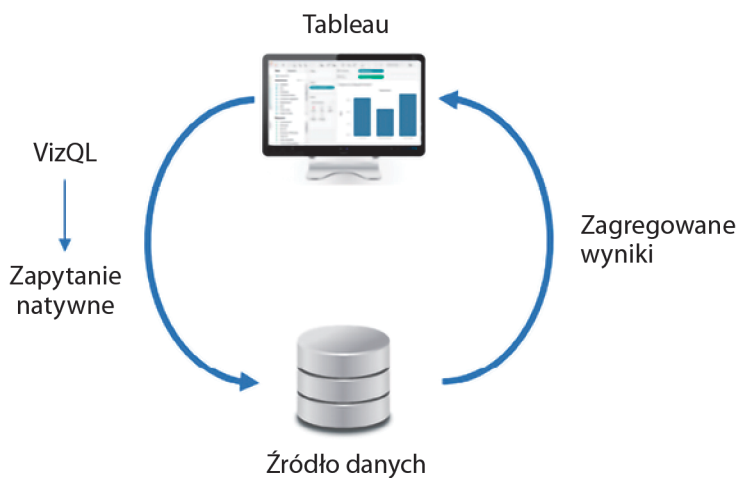 Tableau
VizQL
Zapytanie
natywne
Zagregowane
wyniki
Źródło danych